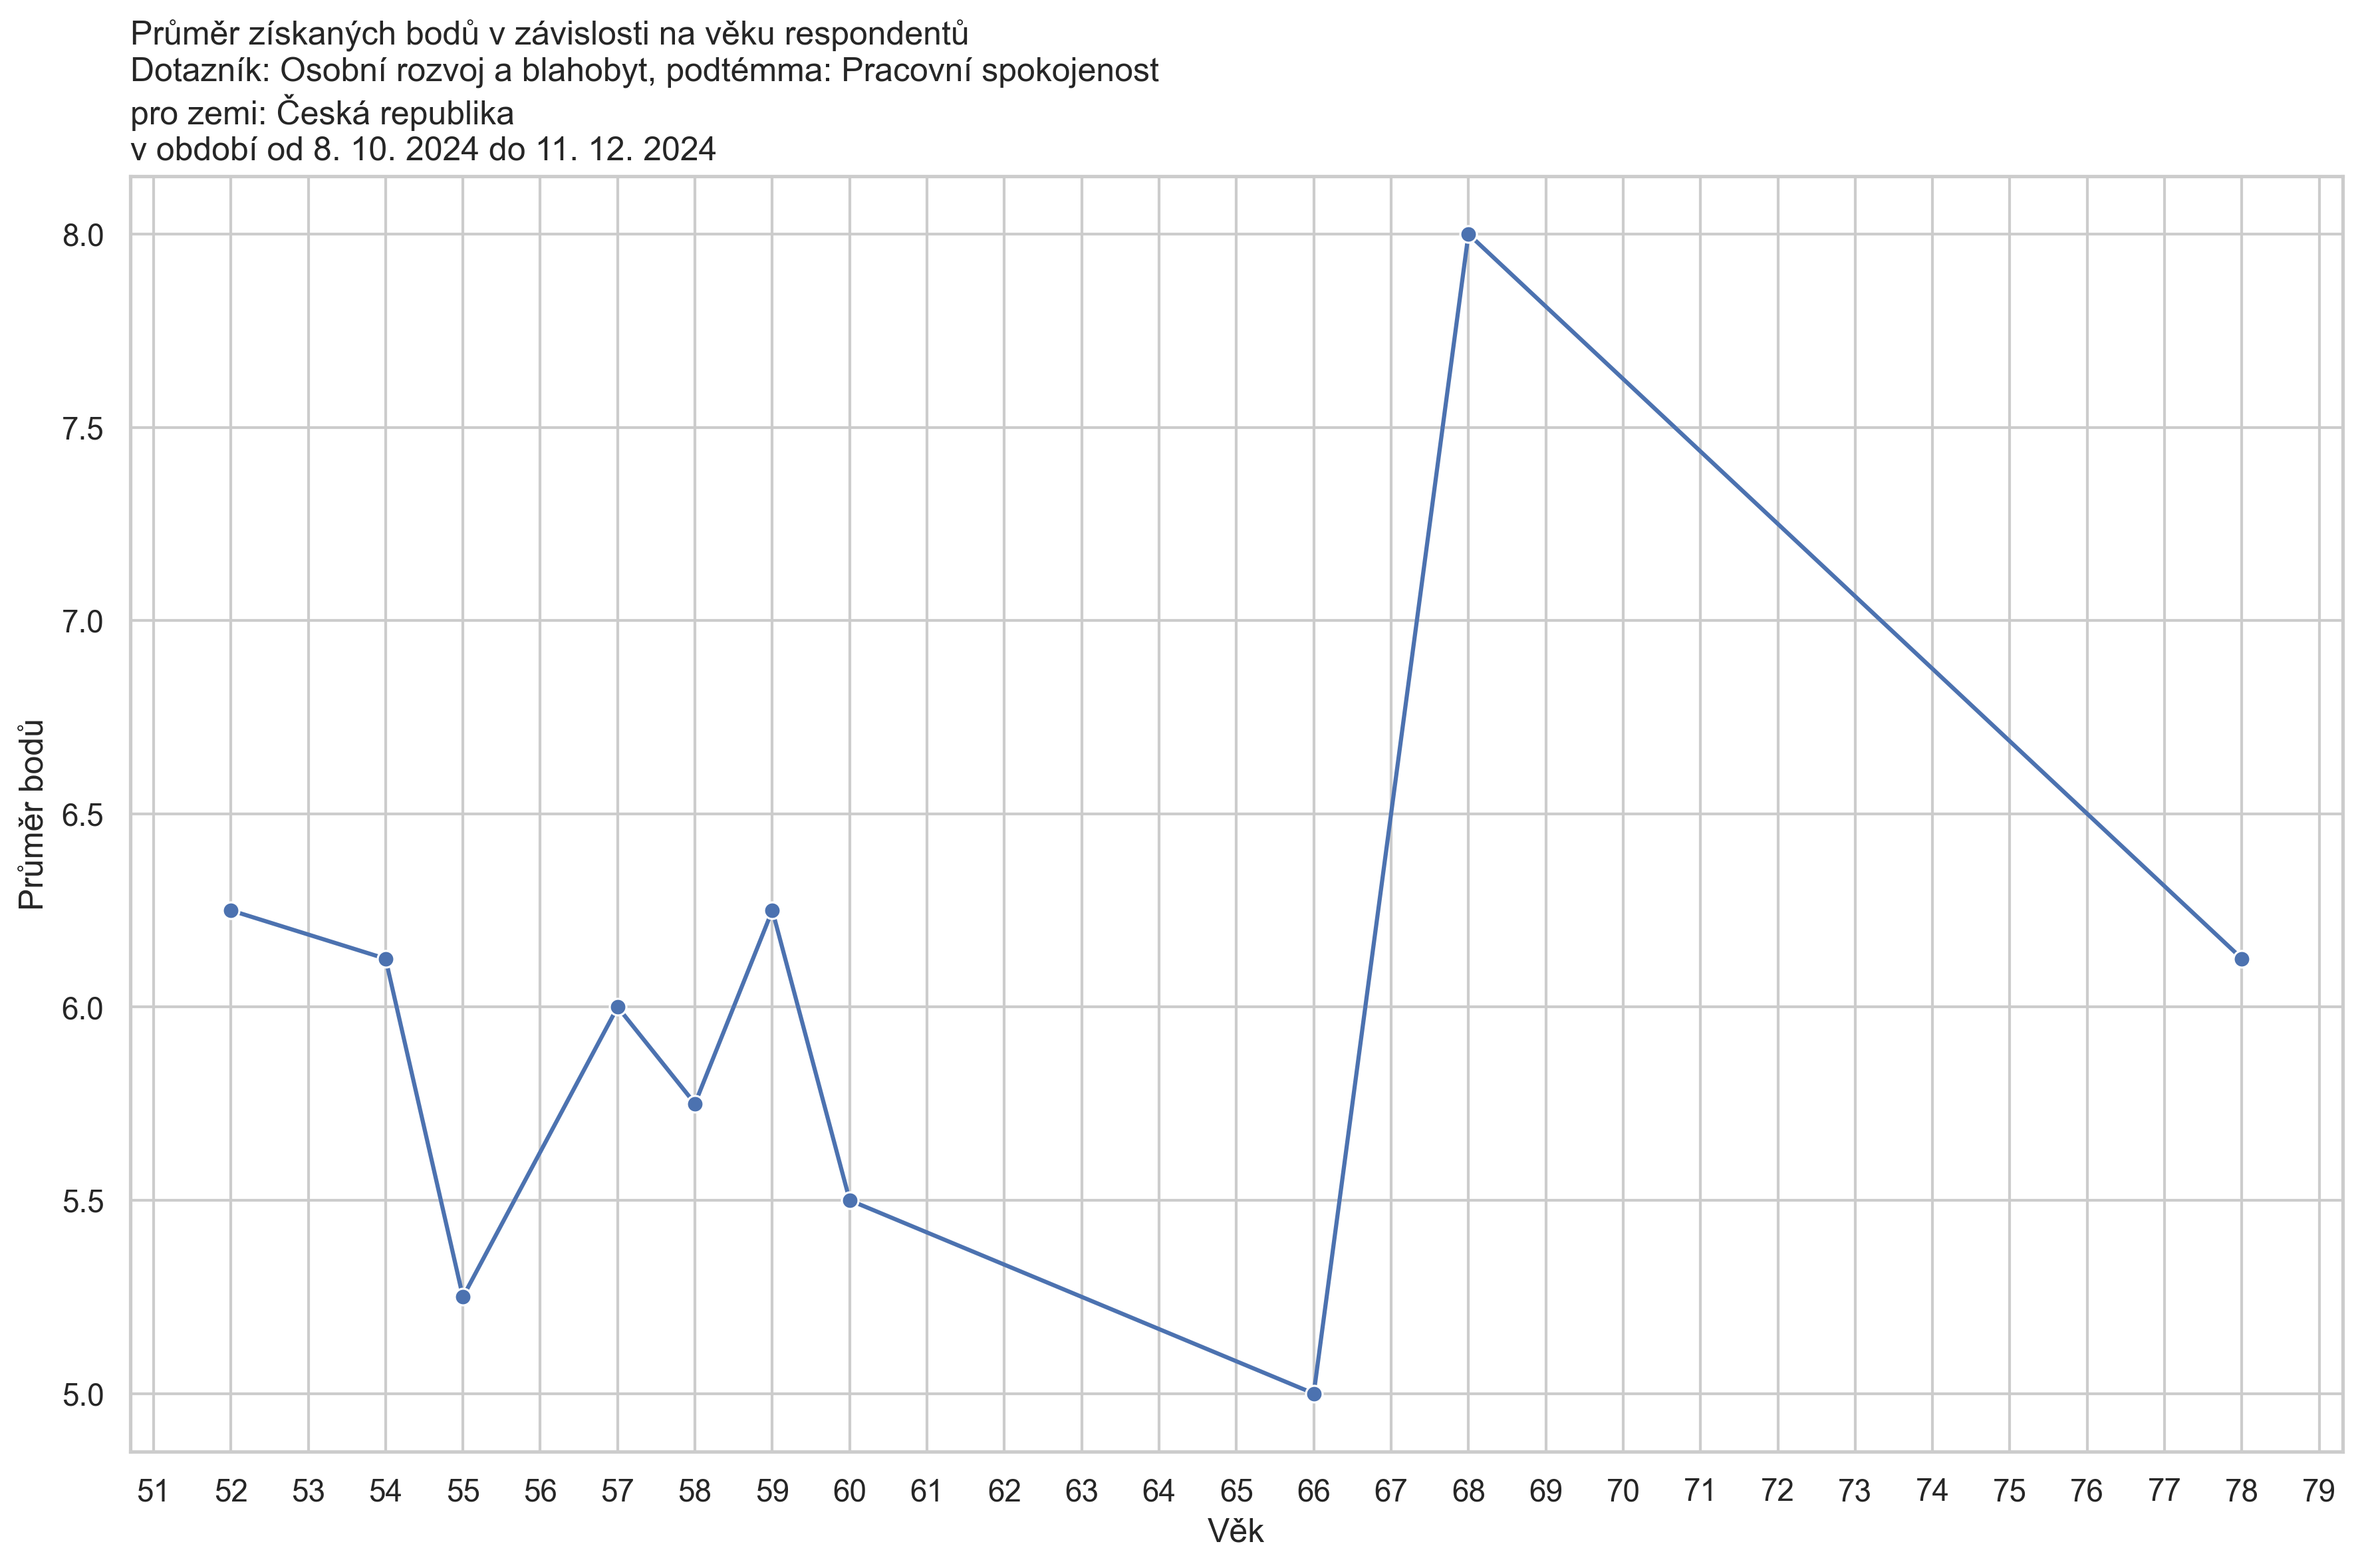 Průměr získaných bodů v závislosti na věku respondentů
Dotazník: Osobní rozvoj a blahobyt, podtémma: Pracovní spokojenost
pro zemi: Česká republika
v období od 8. 10. 2024 do 11. 12. 2024
8.0
7.5
7.0
6.5
6.0
5.5
5.0
Průměr bodů
51 52 53 54 55 56 57 58 59 60 61 62 63 64 65 66 67 68 69 70 71 72 73 74 75 76 77 78 79
Věk